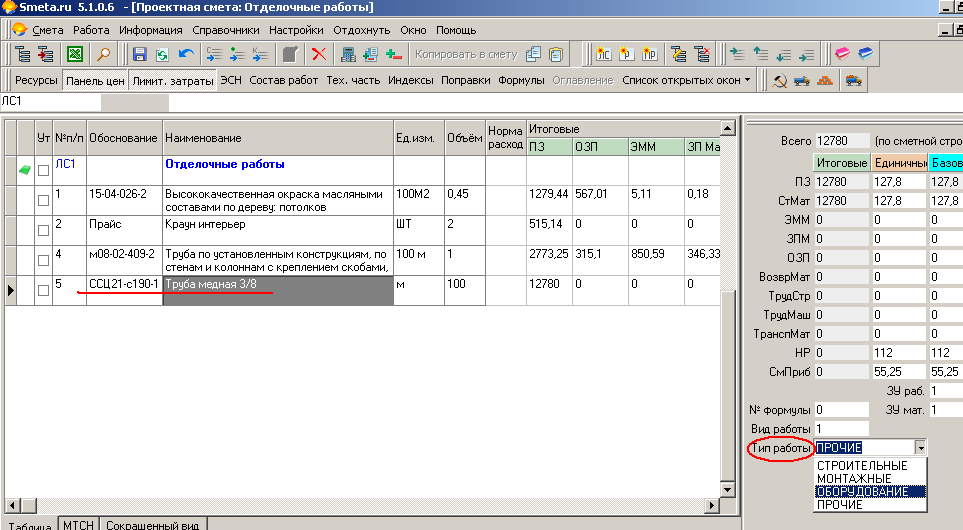 Smeta.ru 5.1.0.6 - [Проектная смета: Отделочные работы]
Смета Работа Информация Справочники Настройки Отдохнуть Окно Помощь
Копировать в смету
Ресурсы Панель цен Лимит. затраты ЭСН Состав работ Тех. часть Индексы Поправки Формулы Оглавление Список открытых окон
ЛС1
Ут №п/п Обоснование Наименование Ед.изм. Объём Норма расход Итоговые
ПЗ ОЗП ЭММ ЗП Ма
ЛС1 Отделочные работы
1 15-04-026-2 Высококачественная окраска масляными составами по дереву: потолков 100М2 0,45 1279,44 567,01 5,11 0,18
2 Прайс Краун интерьер ШТ 2 515,14 0 0 0
4 м08-02-409-2 Труба по установленным конструкциям, по стенам и колоннам с креплением скобами, 100 м 1 2773,25 315,1 850,59 346,33
5 ССЦ21-с190-1 Труба медная 3/8 м 100 12780 0 0 0
Локальная
Всего 12780 (по сметной стро
Итоговые Единичны Базов
ПЗ 12780 127,8 127,8
СтМат 12780 127,8 127,8
ЭММ 0 0 0
ЗПМ 0 0 0
ОЗП 0 0 0
ВозврМат 0 0 0
ТрудСтр 0 0 0
ТрудМаш 0 0 0
ТранспМат 0 0 0
НР 0 112 112
СмПриб 0 55,25 55,25
ЗУ раб. 1
№ Формулы 0 ЗУ мат. 1
Вид работы 1
Тип работы ПРОЧИЕ
СТРОИТЕЛЬНЫЕ
МОНТАЖНЫЕ
ОБОРУДОВАНИЕ
ПРОЧИЕ
Таблица МТСН Сокращенный вид